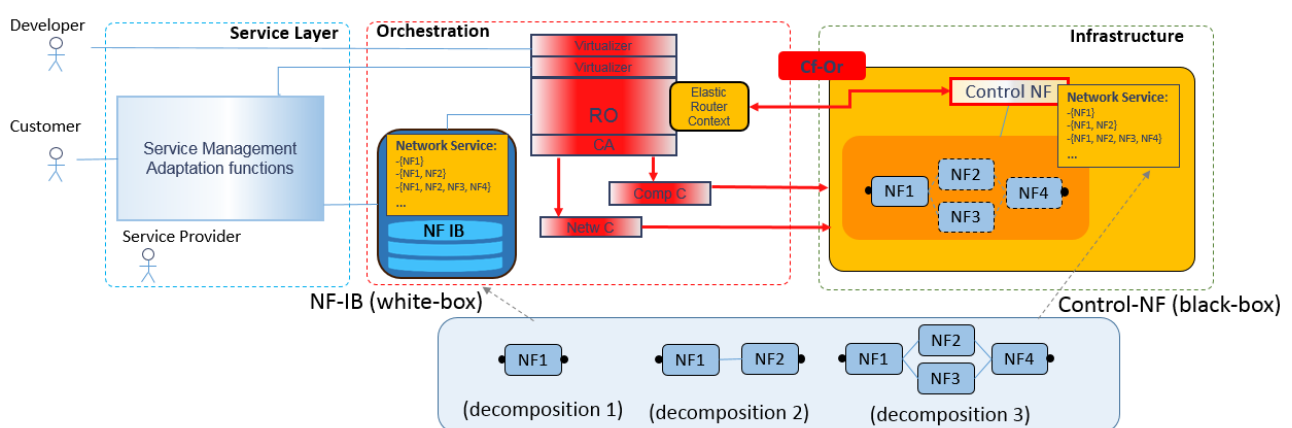 Developer
Service Layer
Orchestration
Infrastructure
Virtualizer
Virtualizer
Cf-Or
Elastic
Router
Context
RO
CA
Control NF
Network Service:
-{NF1}
-{NF1, NF2}
-{NF1, NF2, NF3, NF4}
...
Customer
Service Management
Adaptation functions
Network Service:
-{NF1}
-{NF1, NF2}
-{NF1, NF2, NF3, NF4}
...
NF IB
Comp C
Netw C
NF1
NF2
NF3
NF4
Service Provider
NF-IB (white-box)
Control-NF (black-box)
NF1
(decomposition 1)
NF1
NF2
(decomposition 2)
NF1
NF2
NF3
NF4
(decomposition 3)